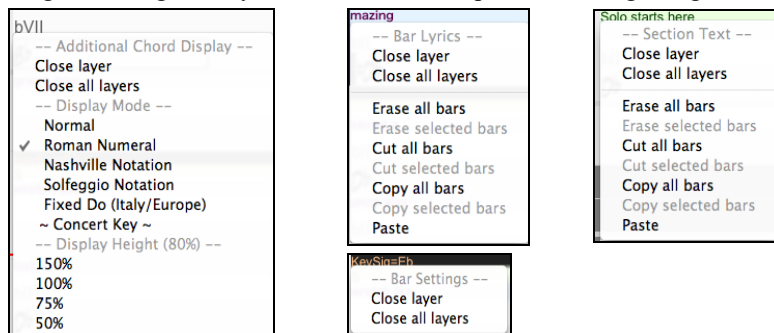 bVII
-- Additional Chord Display --
Close layer
Close all layers
-- Display Mode --
Normal
✓ Roman Numeral
Nashville Notation
Solfeggio Notation
Fixed Do (Italy/Europe)
~ Concert Key ~
-- Display Height (80%) --
150%
100%
75%
50%
mazing
-- Bar Lyrics --
Close layer
Close all layers
Erase all bars
Erase selected bars
Cut all bars
Cut selected bars
Copy all bars
Copy selected bars
Paste
KeySig=Eb
-- Bar Settings --
Close layer
Close all layers
Solo starts here
-- Section Text --
Close layer
Close all layers
Erase all bars
Erase selected bars
Cut all bars
Cut selected bars
Copy all bars
Copy selected bars
Paste